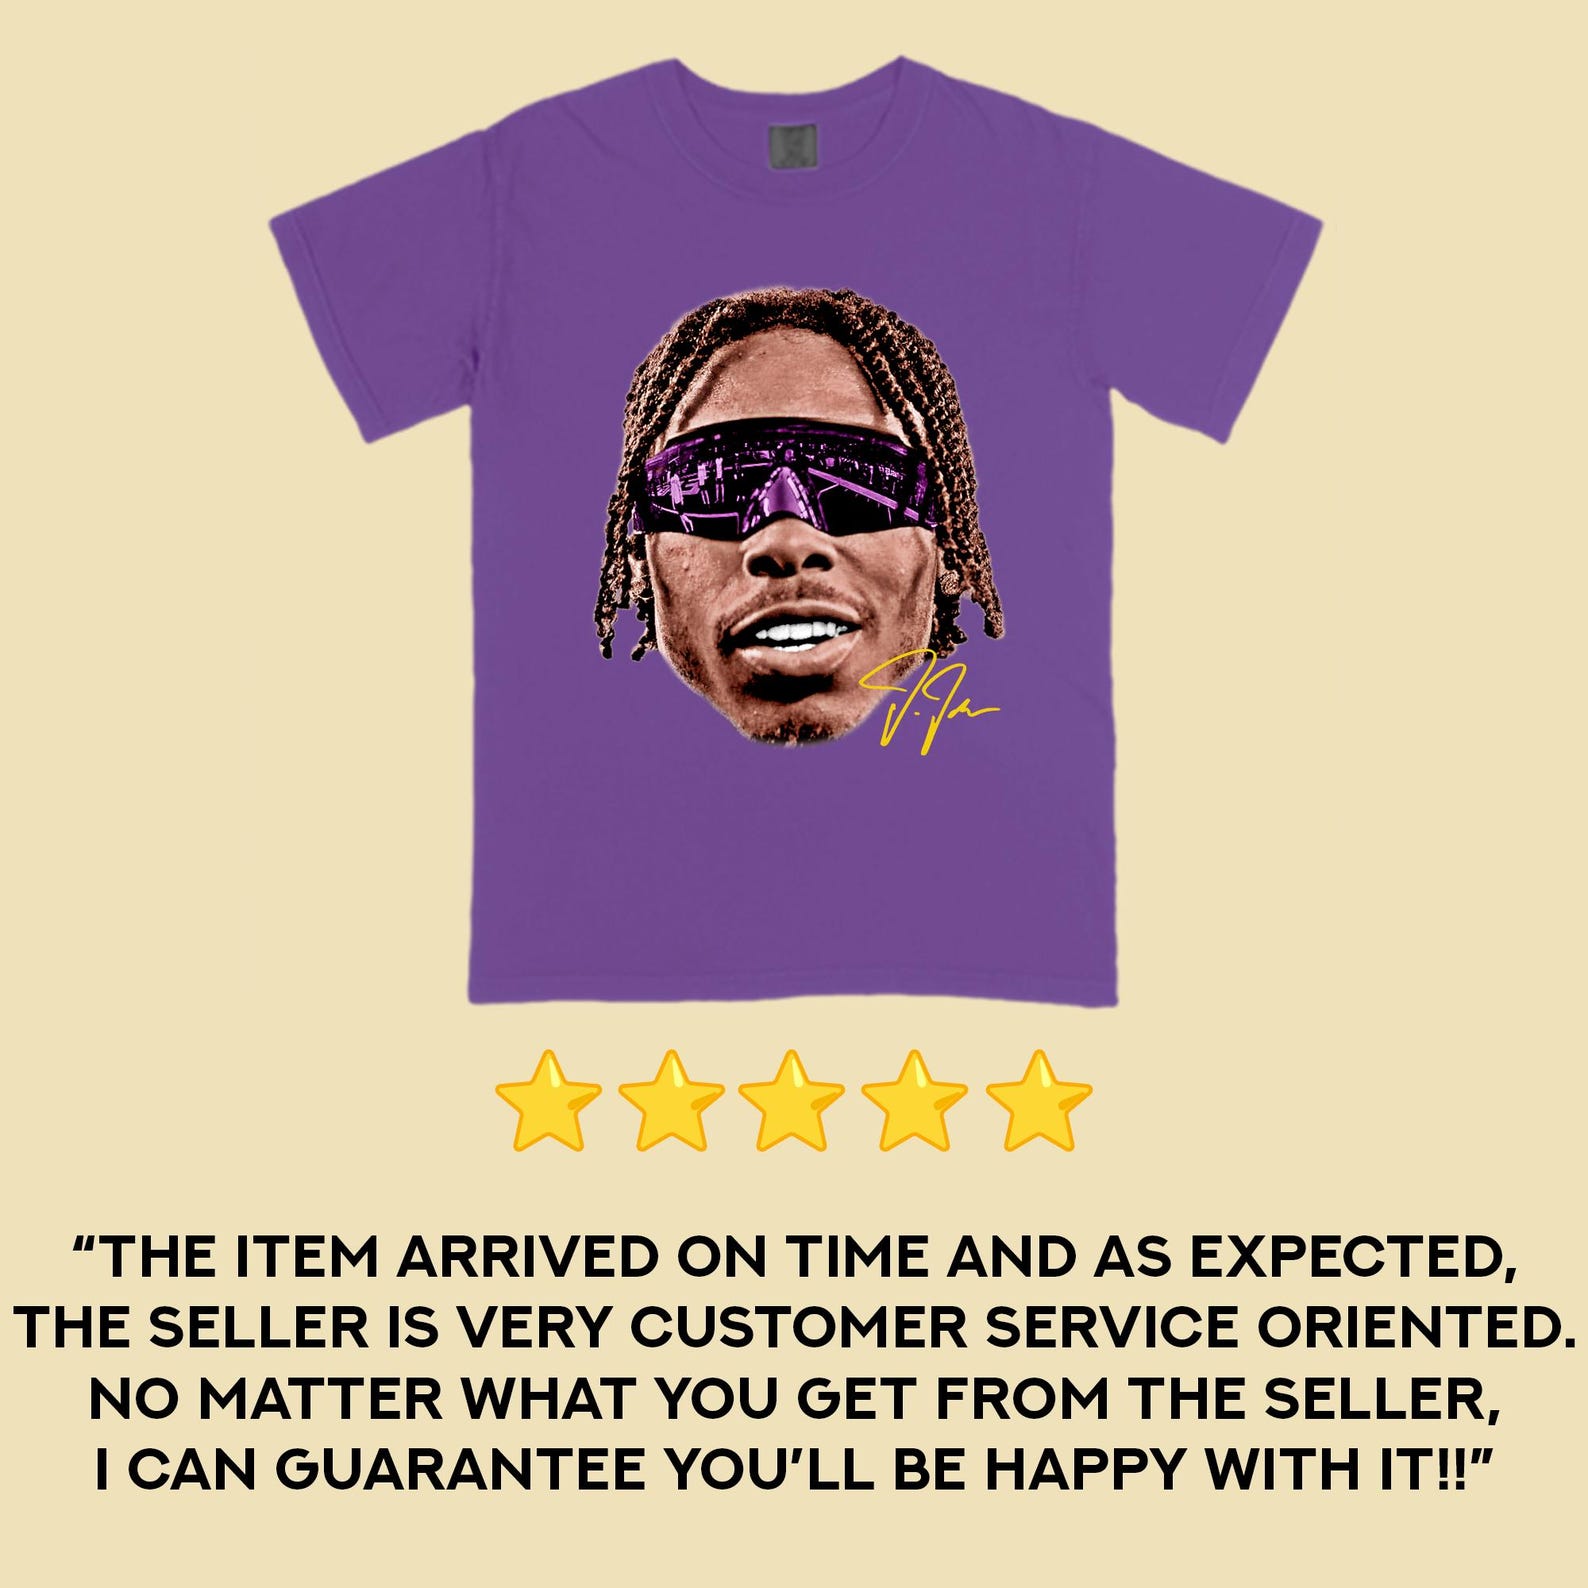 J. Je
“THE ITEM ARRIVED ON TIME AND AS EXPECTED,
THE SELLER IS VERY CUSTOMER SERVICE ORIENTED.
NO MATTER WHAT YOU GET FROM THE SELLER,
I CAN GUARANTEE YOU’LL BE HAPPY WITH IT!!”